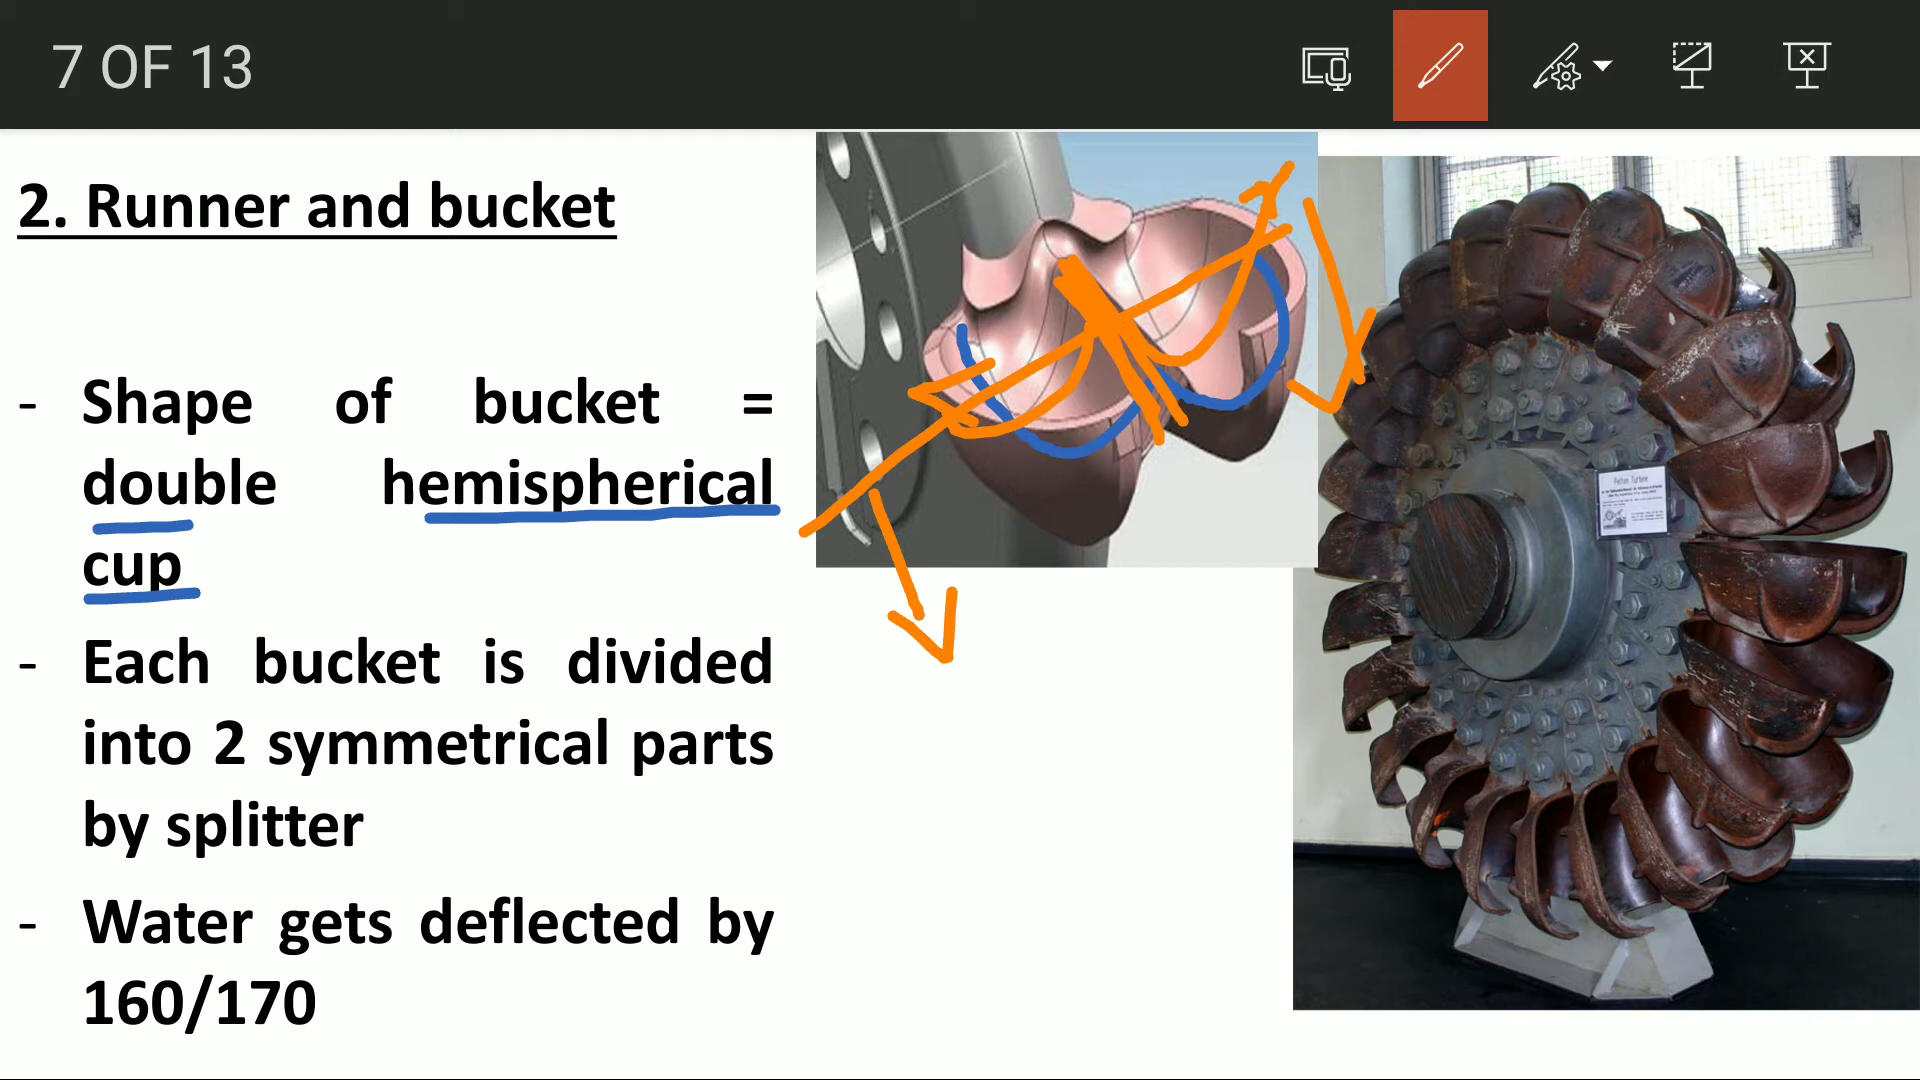 7 OF 13
2. Runner and bucket
- Shape of bucket =
double hemispherical
cup
- Each bucket is divided
into 2 symmetrical parts
by splitter
- Water gets deflected by
160/170
Pelton Turbine